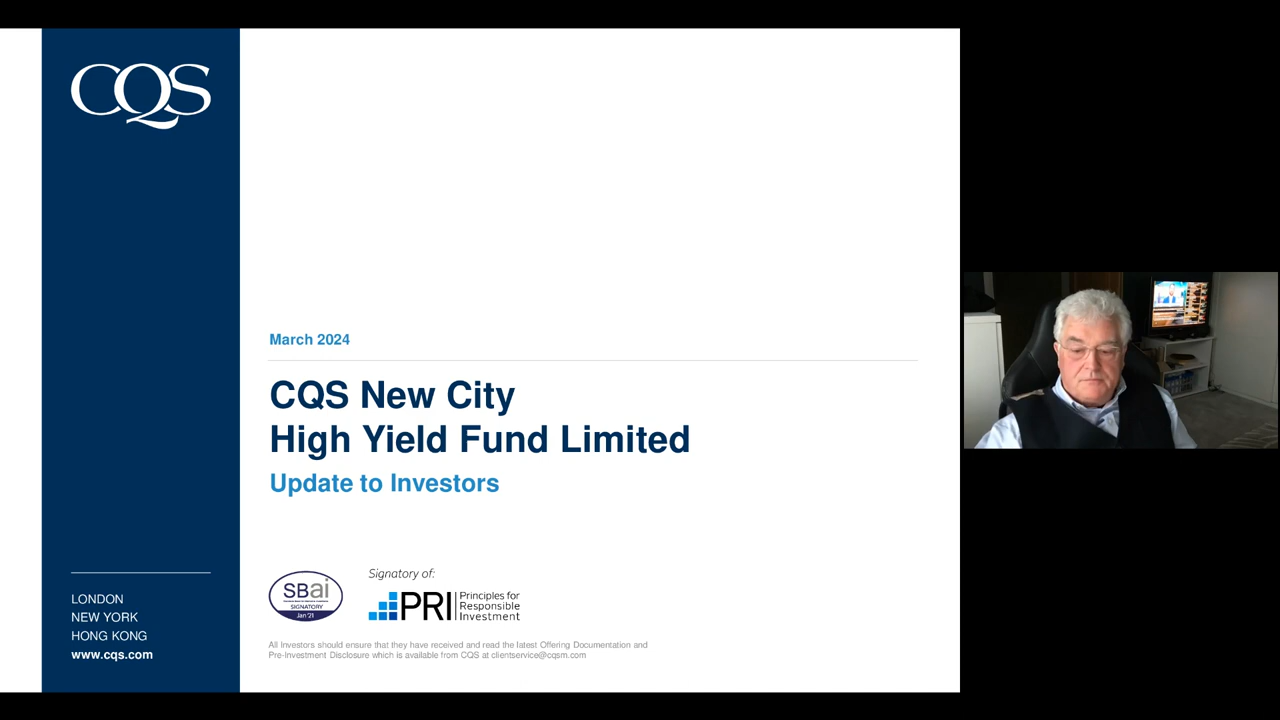 CQS
March 2024
CQS New City
High Yield Fund Limited
Update to Investors
SBai
SIGNATORY
Jan '21
Signatory of:
PRI
Principles for
Responsible
Investment
LONDON
NEW YORK
HONG KONG
www.cqs.com
All Investors should ensure that they have received and read the latest Offering Documentation and
Pre-Investment Disclosure which is available from CQS at clientservice@cqsm.com